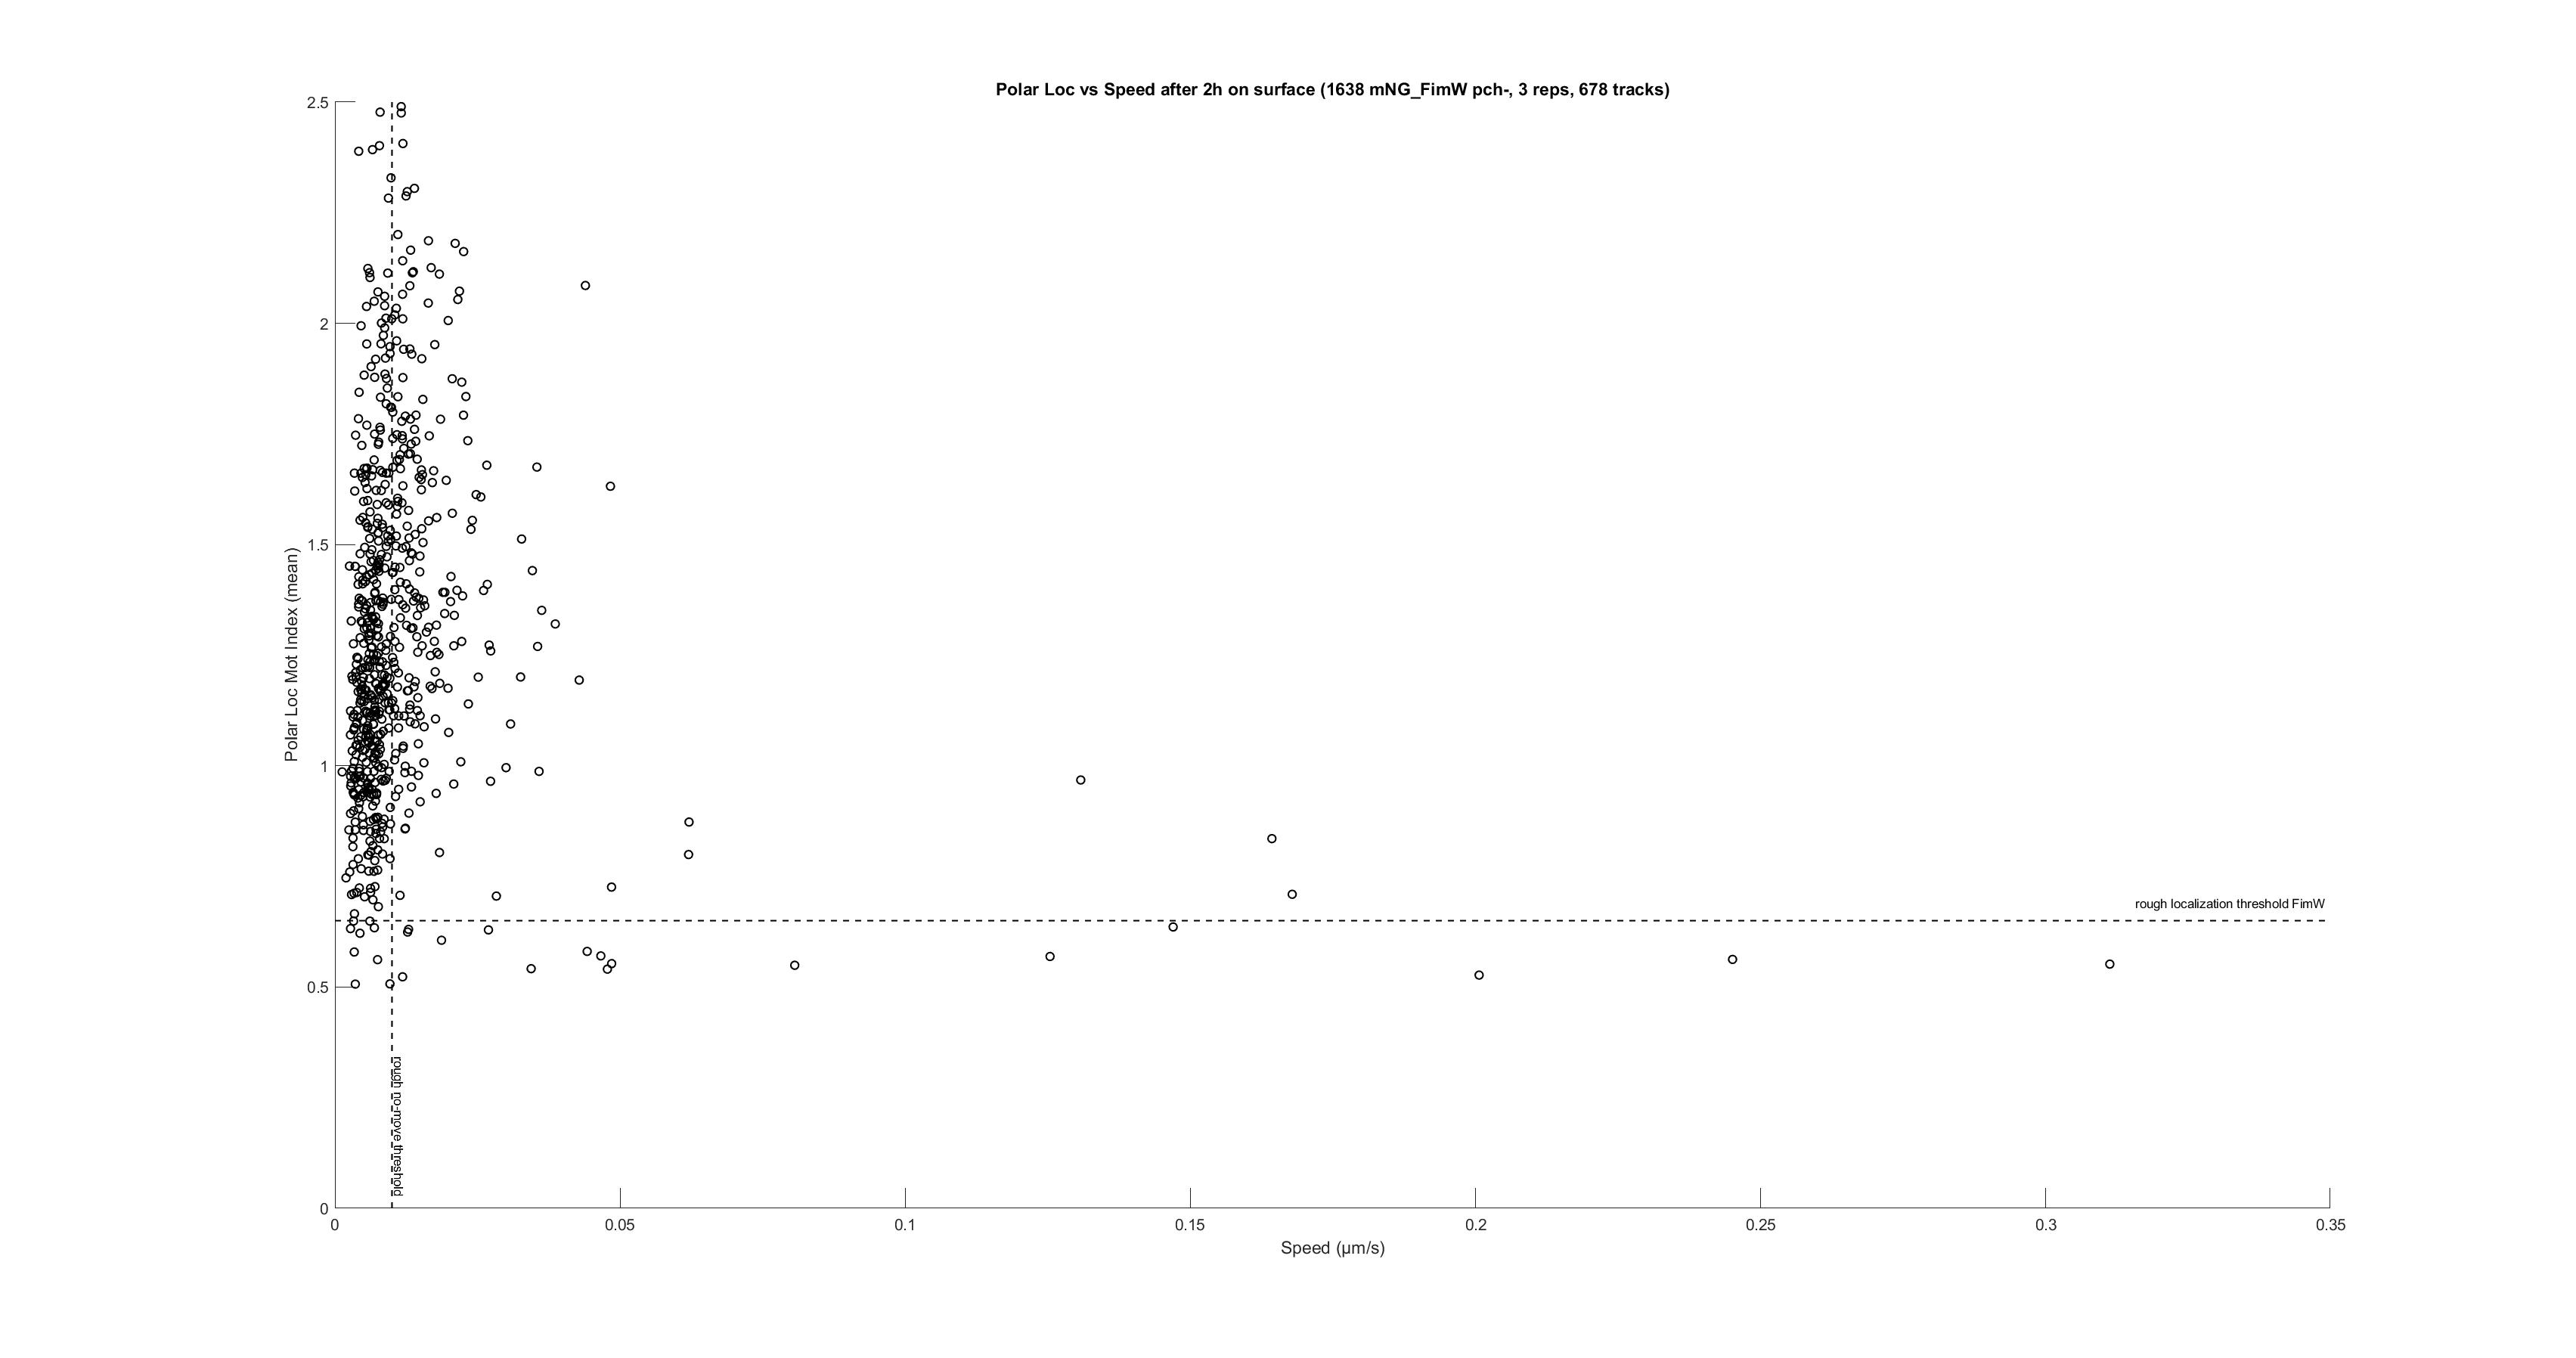 Polar Loc vs Speed after 2h on surface (1638 mNG_FimW pch-, 3 reps, 678 tracks)
2.5
2
1.5
1
0.5
0
Polar Loc Mot Index (mean)
rough localization threshold FimW
rough no-move threshold
0
0.05
0.1
0.15
0.2
0.25
0.3
0.35
Speed (µm/s)